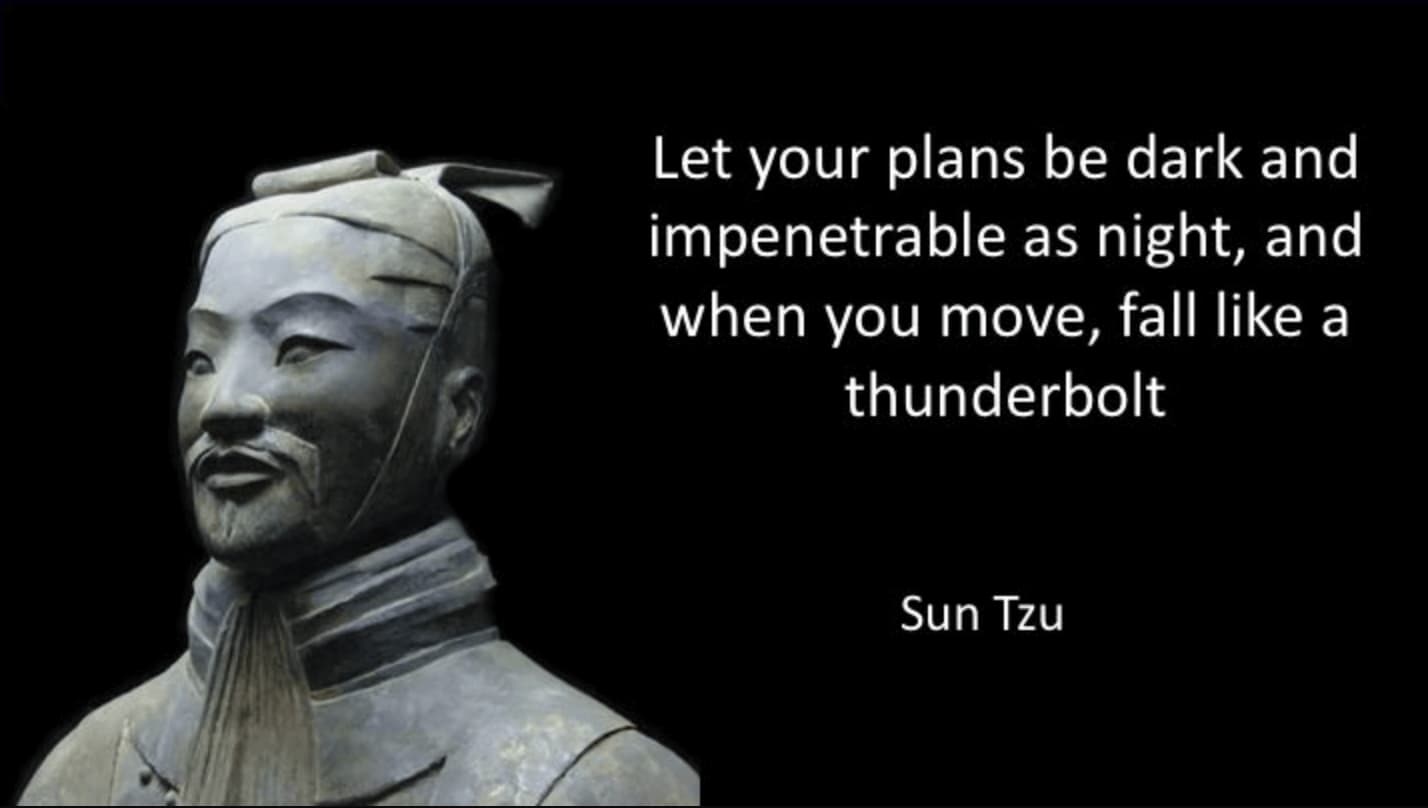 Let your plans be dark and
impenetrable as night, and
when you move, fall like a
thunderbolt
Sun Tzu